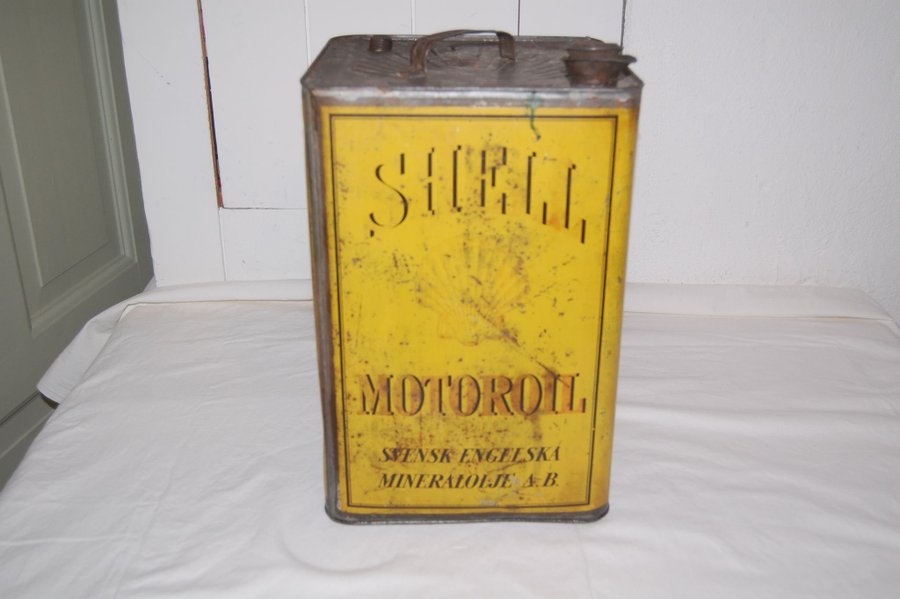 SHELL
MOTOROIL
SVENSK-ENGELSKA
MINERALOLJE A.B.